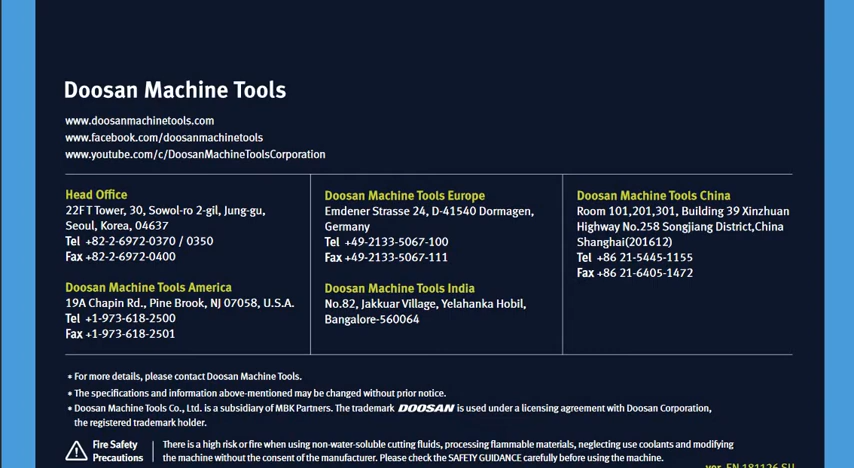 Doosan Machine Tools
www.doosanmachinetools.com
www.facebook.com/doosanmachinetools
www.youtube.com/c/DoosanMachineToolsCorporation
Head Office
22F T Tower, 30, Sowol-ro 2-gil, Jung-gu,
Seoul, Korea, 04637
Tel +82-2-6972-0370 / 0350
Fax +82-2-6972-0400
Doosan Machine Tools America
19A Chapin Rd., Pine Brook, NJ 07058, U.S.A.
Tel +1-973-618-2500
Fax +1-973-618-2501
Doosan Machine Tools Europe
Emdener Strasse 24, D-41540 Dormagen,
Germany
Tel +49-2133-5067-100
Fax +49-2133-5067-111
Doosan Machine Tools India
No.82, Jakkuar Village, Yelahanka Hobil,
Bangalore-560064
Doosan Machine Tools China
Room 101,201,301, Building 39 Xinzhuan
Highway No.258 Songjiang District,China
Shanghai(201612)
Tel +86 21-5445-1155
Fax +86 21-6405-1472
* For more details, please contact Doosan Machine Tools.
* The specifications and information above-mentioned may be changed without prior notice.
* Doosan Machine Tools Co., Ltd. is a subsidiary of MBK Partners. The trademark DOOSAN is used under a licensing agreement with Doosan Corporation,
the registered trademark holder.
Fire Safety
Precautions
There is a high risk or fire when using non-water-soluble cutting fluids, processing flammable materials, neglecting use coolants and modifying
the machine without the consent of the manufacturer. Please check the SAFETY GUIDANCE carefully before using the machine.
ver. EN 181126 SU